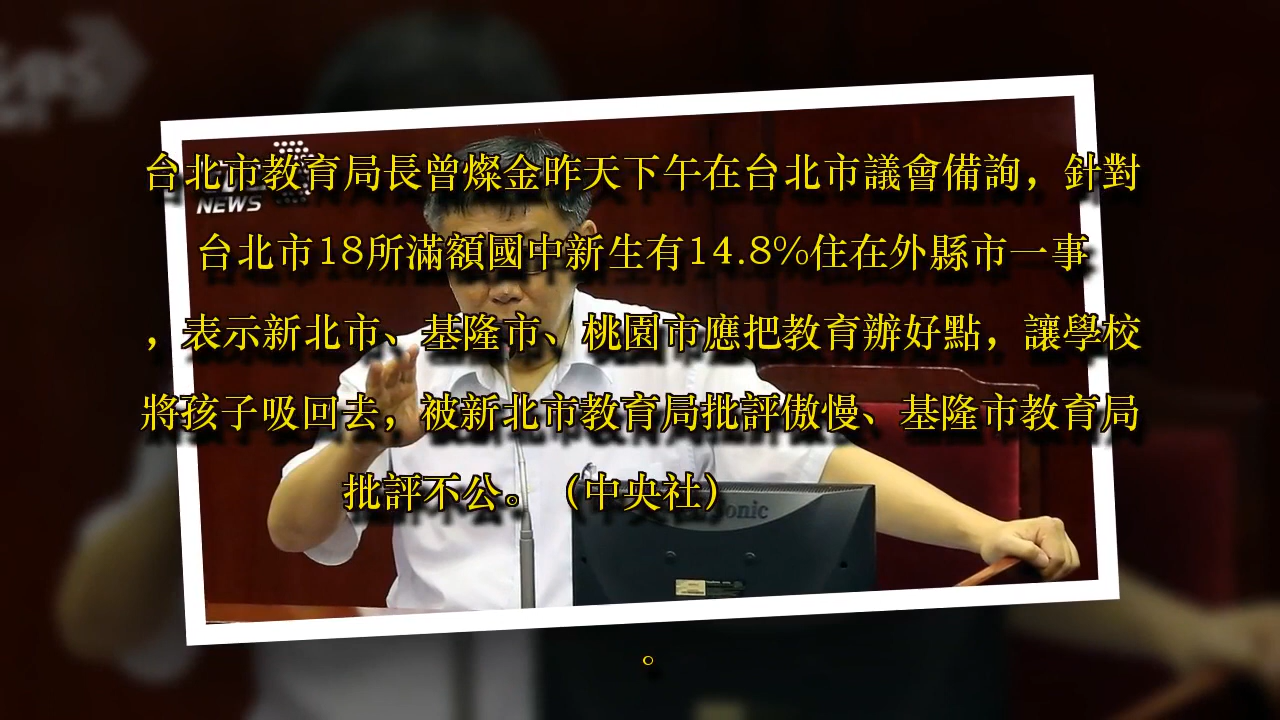 台北市教育局長曾燦金昨天下午在台北市議會備詢，針對
台北市18所滿額國中新生有14.8%住在外縣市一事
，表示新北市、基隆市、桃園市應把教育辦好點，讓學校
將孩子吸回去，被新北市教育局批評傲慢、基隆市教育局
批評不公。（中央社）
。
NEWS